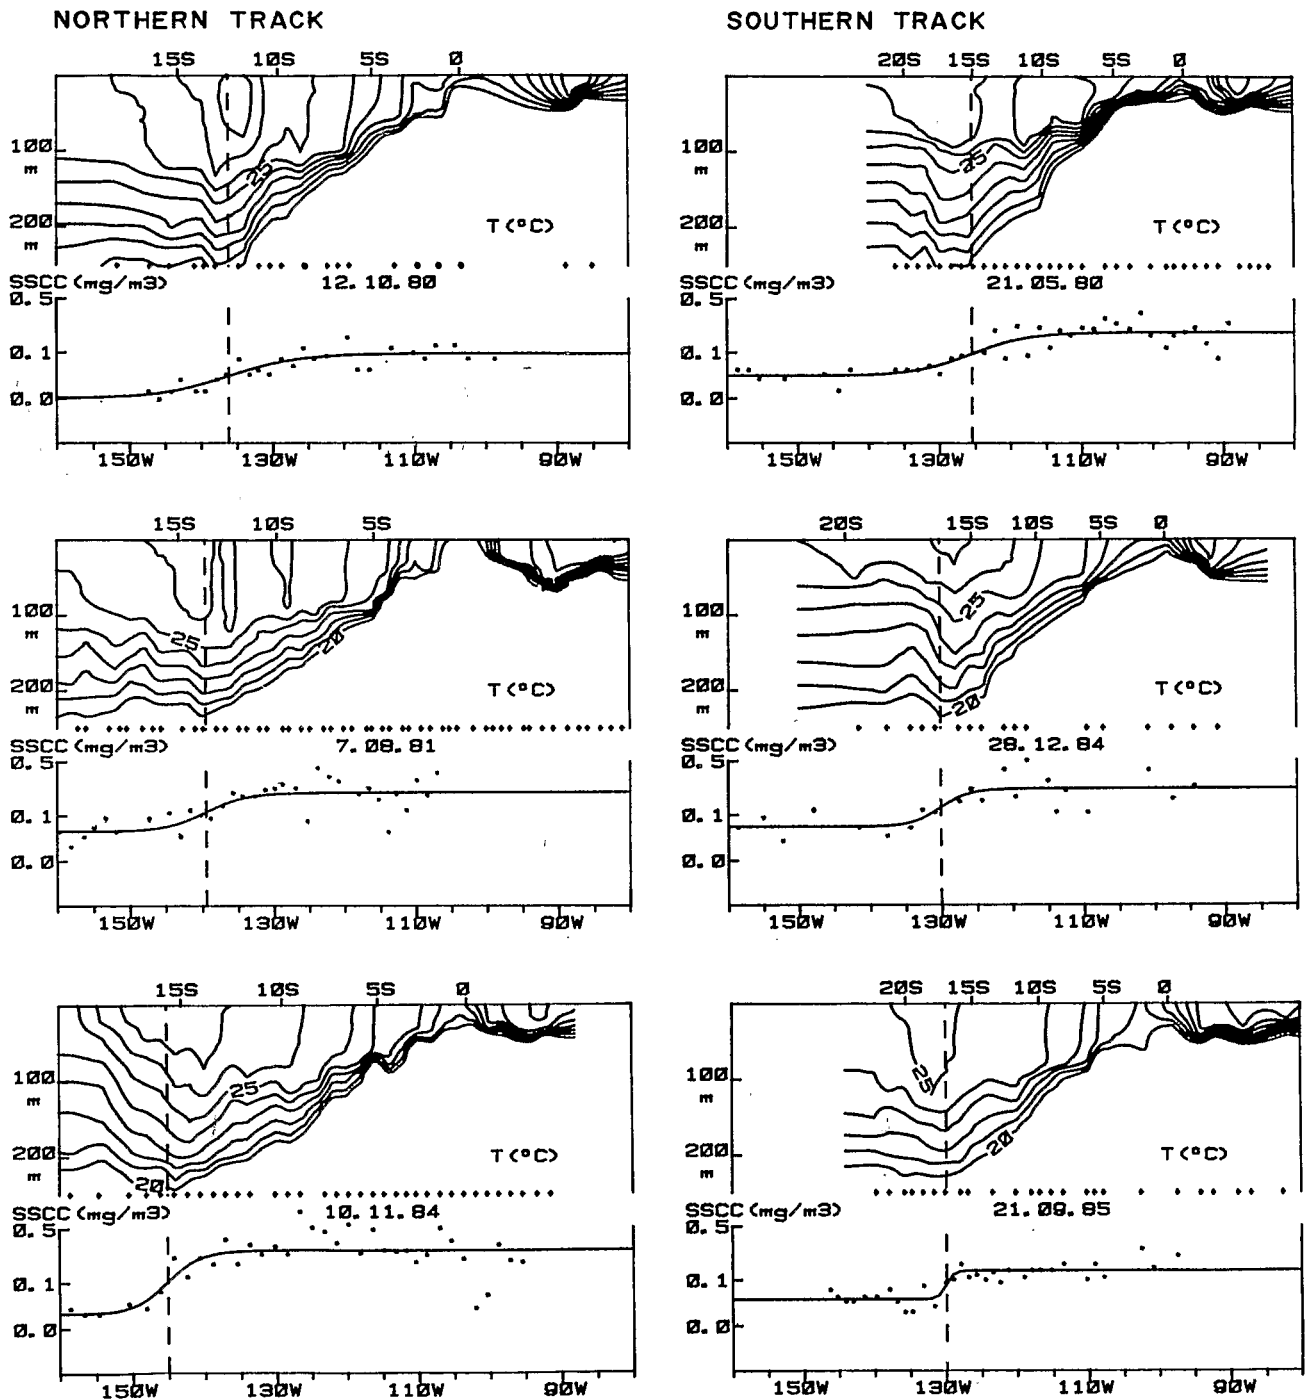 NORTHERN TRACK
15S 10S 5S 0
100
m
25
200
m
T(°C)
SSCC(mg/m3)
12.10.80
0.5
0.1
0.0
150W 130W 110W 90W
15S 10S 5S
100
m
25
20
200
m
T(°C)
SSCC(mg/m3)
7.08.81
0.5
0.1
0.0
150W 130W 110W 90W
15S 10S 5S 0
100
m
25
200
m
20
T(°C)
SSCC(mg/m3)
10.11.84
0.5
0.1
0.0
150W 130W 110W 90W
SOUTHERN TRACK
20S 15S 10S 5S 0
100
m
25
200
m
T(°C)
SSCC(mg/m3)
21.05.80
0.5
0.1
0.0
150W 130W 110W 90W
20S 15S 10S 5S 0
100
m
25
200
m
20
T(°C)
SSCC(mg/m3)
28.12.84
0.5
0.1
0.0
150W 130W 110W 90W
20S 15S 10S 5S 0
100
m
25
20
200
m
T(°C)
SSCC(mg/m3)
21.09.85
0.5
0.1
0.0
150W 130W 110W 90W